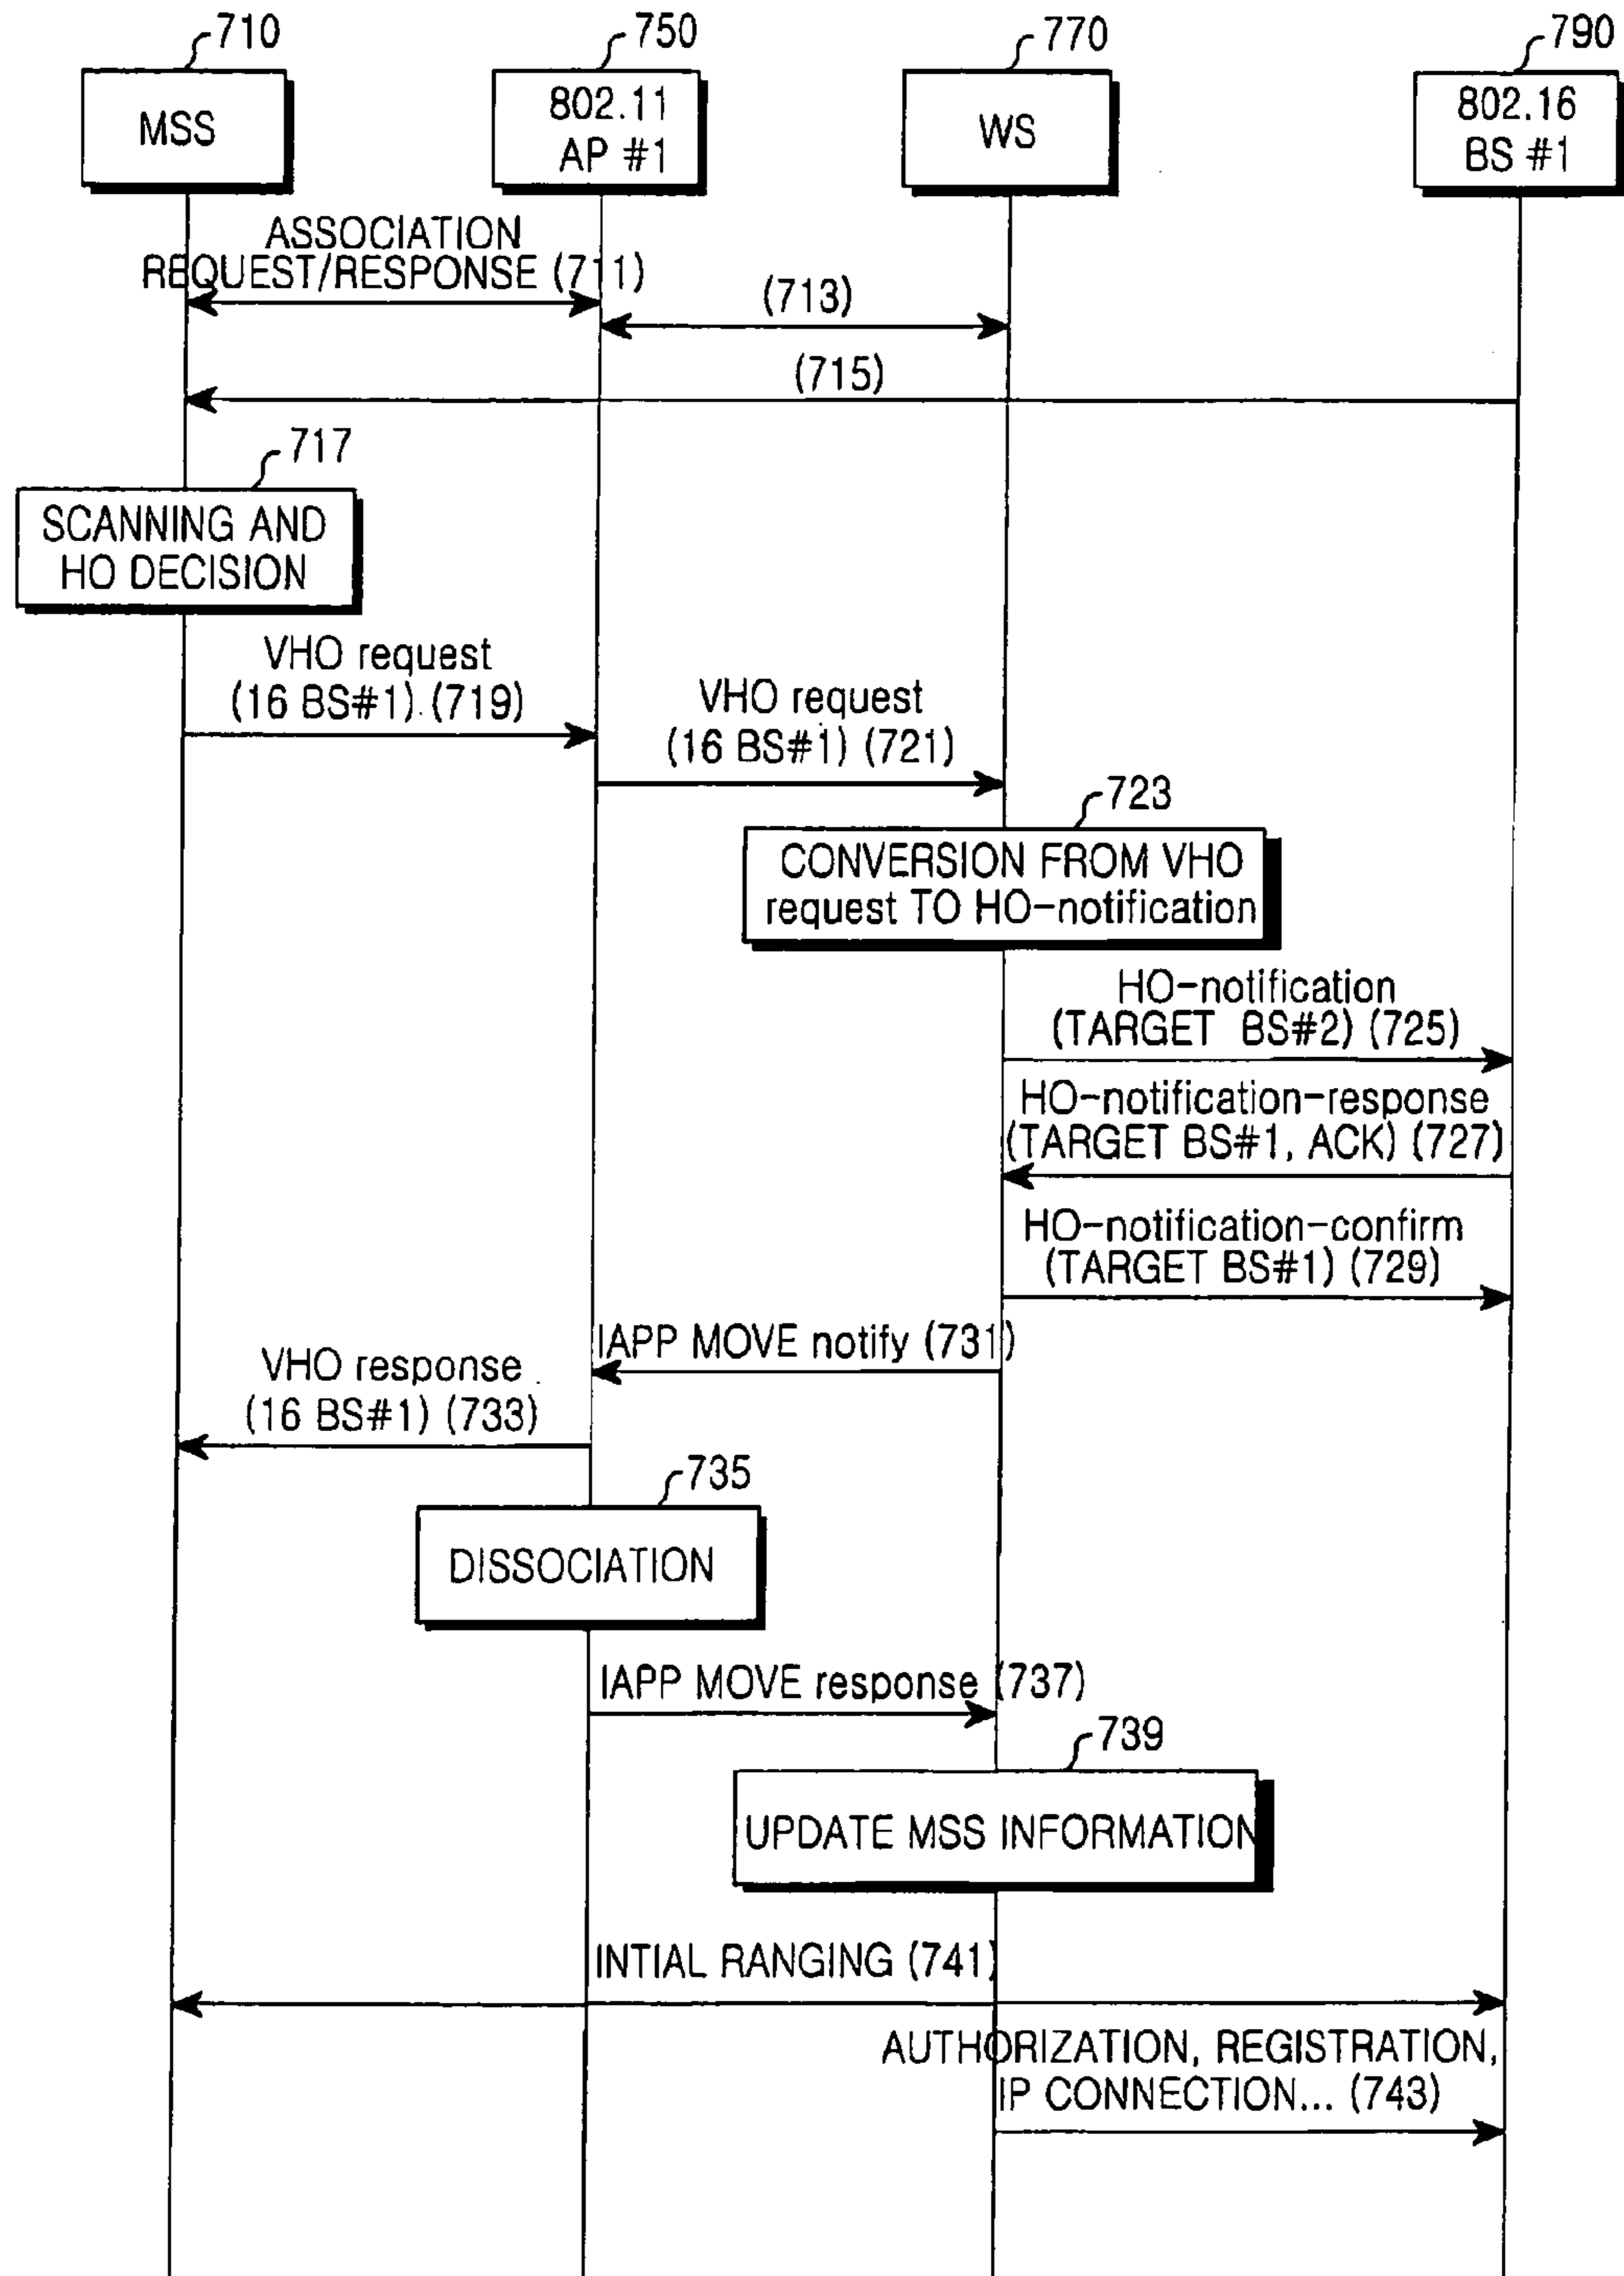 710
750
770
790
MSS
802.11
AP #1
WS
802.16
BS #1
ASSOCIATION
REQUEST/RESPONSE (711)
(713)
(715)
717
SCANNING AND
HO DECISION
VHO request
(16 BS#1) (719)
VHO request
(16 BS#1) (721)
723
CONVERSION FROM VHO
request TO HO-notification
HO-notification
(TARGET BS#2) (725)
HO-notification-response
(TARGET BS#1, ACK) (727)
HO-notification-confirm
(TARGET BS#1) (729)
IAPP MOVE notify (731)
VHO response
(16 BS#1) (733)
735
DISSOCIATION
IAPP MOVE response (737)
739
UPDATE MSS INFORMATION
INTIAL RANGING (741)
AUTHORIZATION, REGISTRATION,
IP CONNECTION... (743)